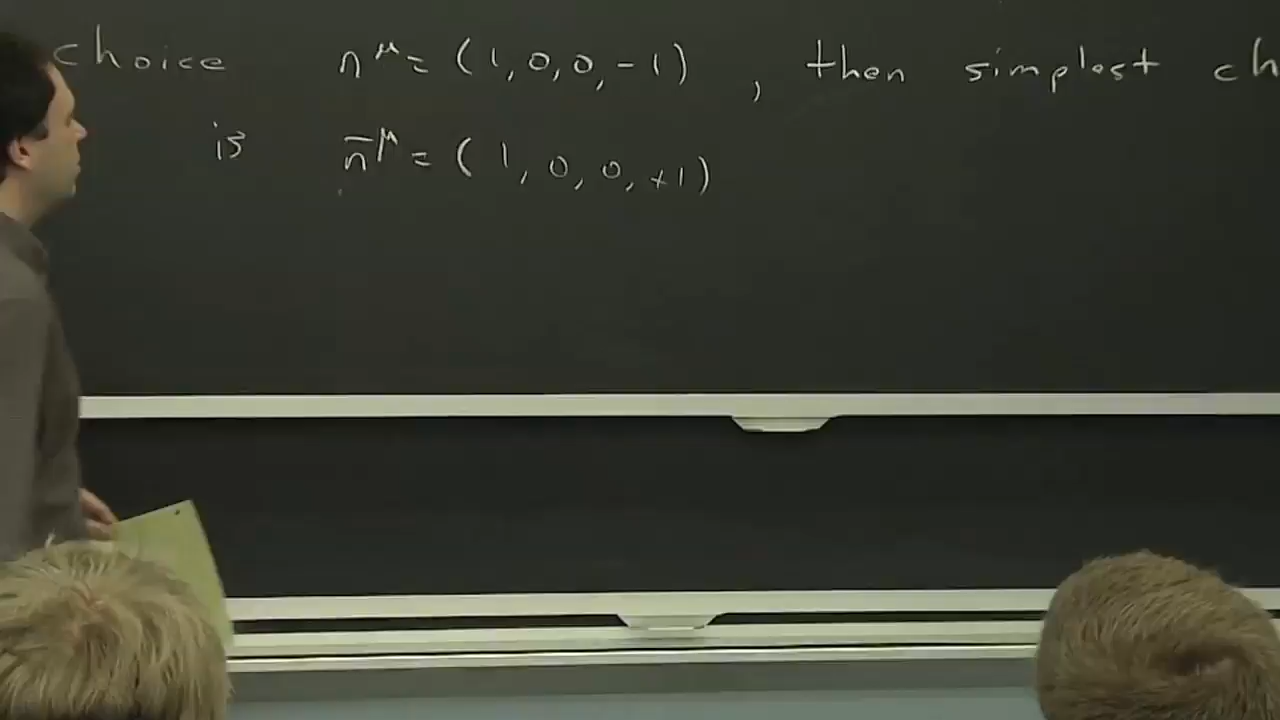 choice n^μ = (1, 0, 0, -1), then simplest ch
is n̄^μ = (1, 0, 0, +1)